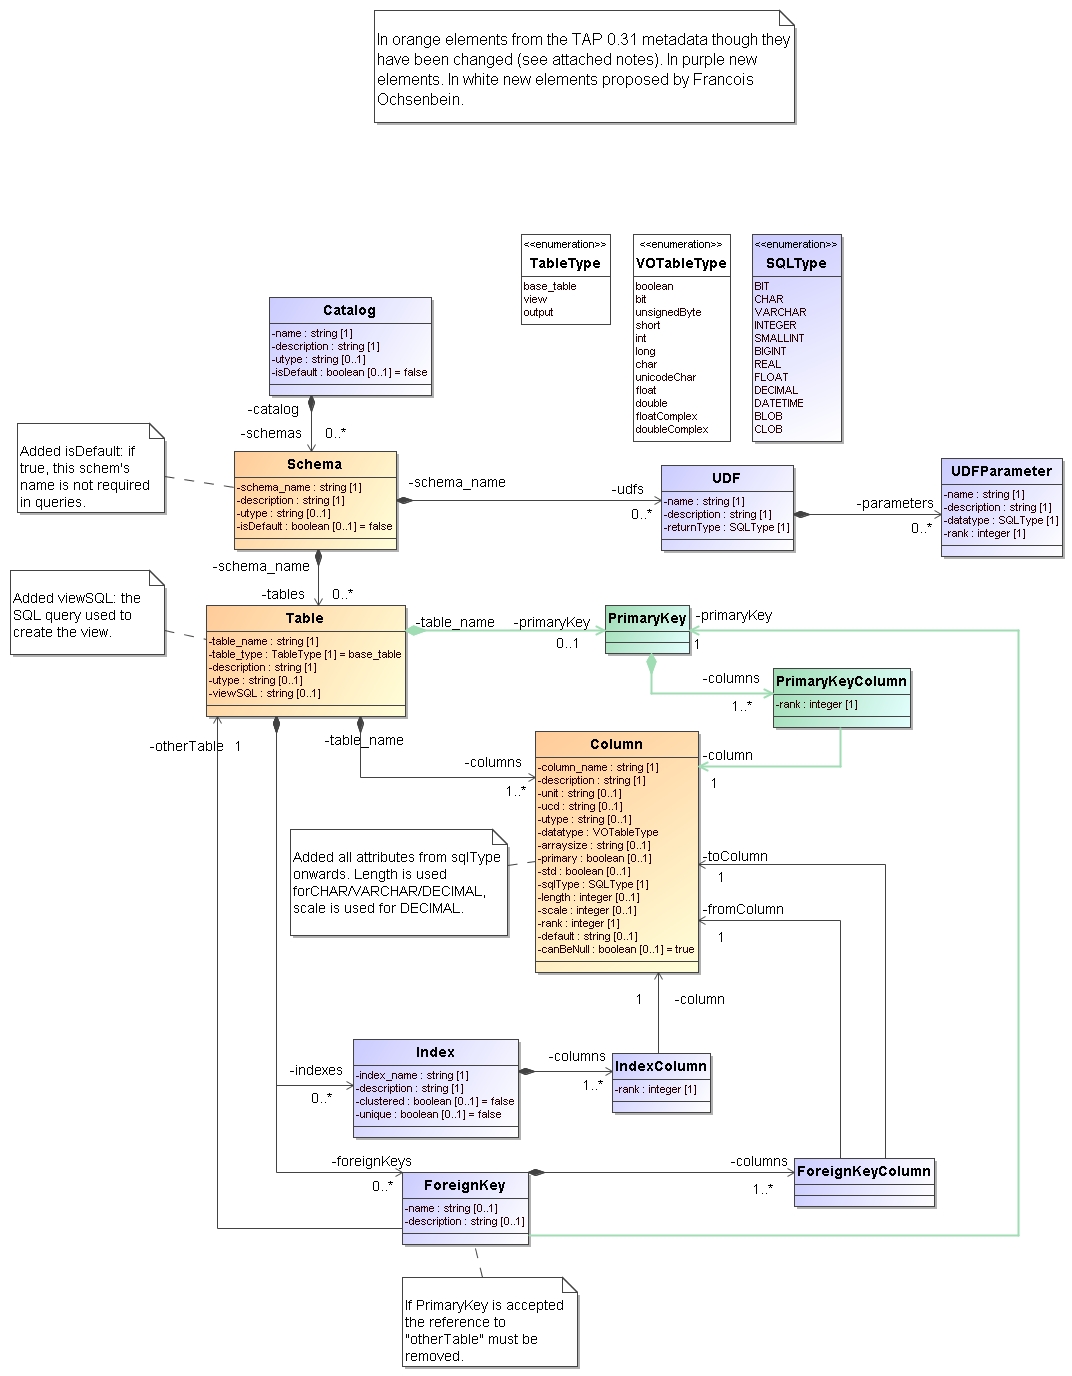 In orange elements from the TAP 0.31 metadata though they
have been changed (see attached notes). In purple new
elements. In white new elements proposed by Francois
Ochsenbein.
<<enumeration>>
TableType
base_table
view
output
<<enumeration>>
VOTableType
boolean
bit
unsignedByte
short
int
long
char
unicodeChar
float
double
floatComplex
doubleComplex
<<enumeration>>
SQLType
BIT
CHAR
VARCHAR
INTEGER
SMALLINT
BIGINT
REAL
FLOAT
DECIMAL
DATETIME
BLOB
CLOB
Catalog
-name : string [1]
-description : string [1]
-utype : string [0..1]
-isDefault : boolean [0..1] = false
-catalog
-schemas 0..*
Added isDefault: if
true, this schem's
name is not required
in queries.
Schema
-schema_name : string [1]
-description : string [1]
-utype : string [0..1]
-isDefault : boolean [0..1] = false
-schema_name
-udfs
0..*
UDF
-name : string [1]
-description : string [1]
-returnType : SQLType [1]
-parameters
0..*
UDFParameter
-name : string [1]
-description : string [1]
-datatype : SQLType [1]
-rank : integer [1]
-schema_name
-tables 0..*
Added viewSQL: the
SQL query used to
create the view.
Table
-table_name : string [1]
-table_type : TableType [1] = base_table
-description : string [1]
-utype : string [0..1]
-viewSQL : string [0..1]
-table_name
-primaryKey
0..1
PrimaryKey
-primaryKey
1
-columns
1..*
PrimaryKeyColumn
-rank : integer [1]
-column
1
-otherTable 1
-table_name
-columns
1..*
Column
-column_name : string [1]
-description : string [1]
-unit : string [0..1]
-ucd : string [0..1]
-utype : string [0..1]
-datatype : VOTableType
-arraysize : string [0..1]
-primary : boolean [0..1]
-std : boolean [0..1]
-sqlType : SQLType [1]
-length : integer [0..1]
-scale : integer [0..1]
-rank : integer [1]
-default : string [0..1]
-canBeNull : boolean [0..1] = true
Added all attributes from sqlType
onwards. Length is used
forCHAR/VARCHAR/DECIMAL,
scale is used for DECIMAL.
-toColumn
1
-fromColumn
1
1 -column
-indexes
0..*
Index
-index_name : string [1]
-description : string [1]
-clustered : boolean [0..1] = false
-unique : boolean [0..1] = false
-columns
1..*
IndexColumn
-rank : integer [1]
-foreignKeys
0..*
ForeignKey
-name : string [0..1]
-description : string [0..1]
-columns
1..*
ForeignKeyColumn
If PrimaryKey is accepted
the reference to
"otherTable" must be
removed.